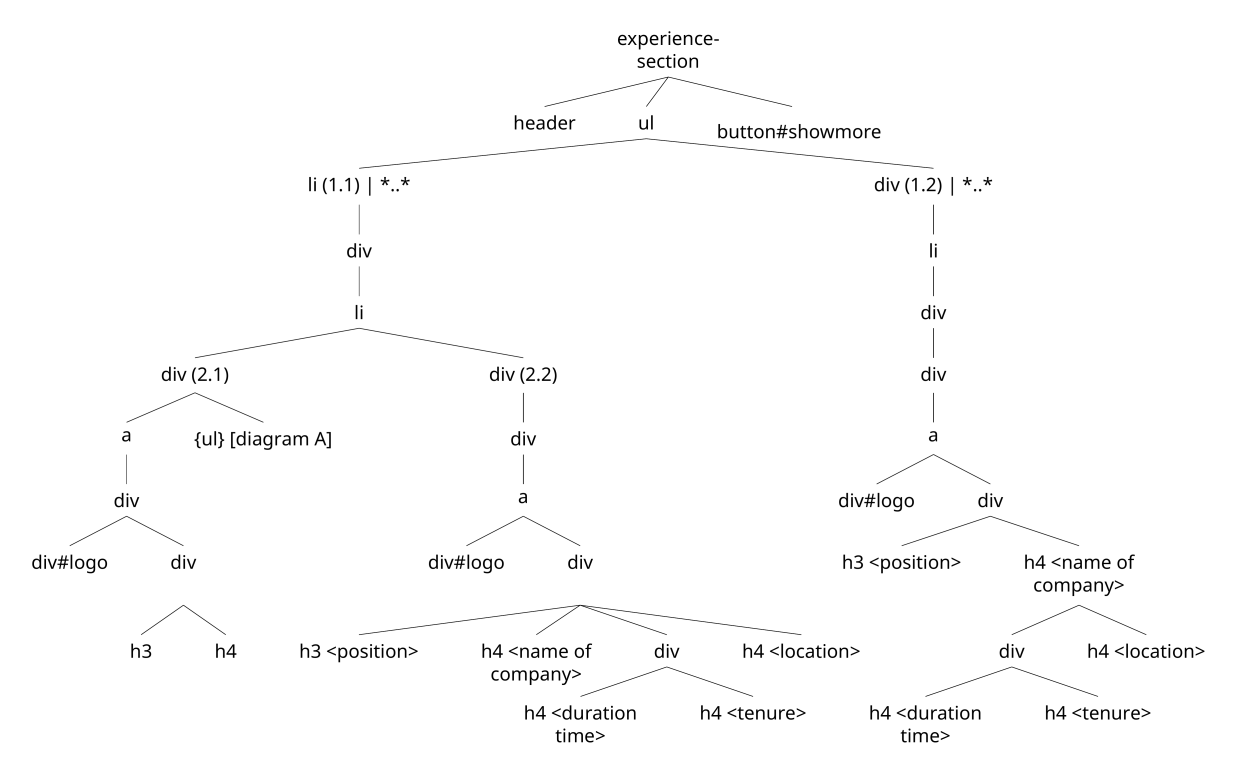 experience-
section
header
ul
button#showmore
li (1.1) | *..*
div (1.2) | *..*
div
li
li
div
div (2.1)
div (2.2)
div
a
{ul} [diagram A]
div
a
div
a
div#logo
div
div#logo
div
div#logo
div
h3 <position>
h4 <name of
company>
h3
h4
h3 <position>
h4 <name of
company>
div
h4 <location>
div
h4 <location>
h4 <duration
time>
h4 <tenure>
h4 <duration
time>
h4 <tenure>